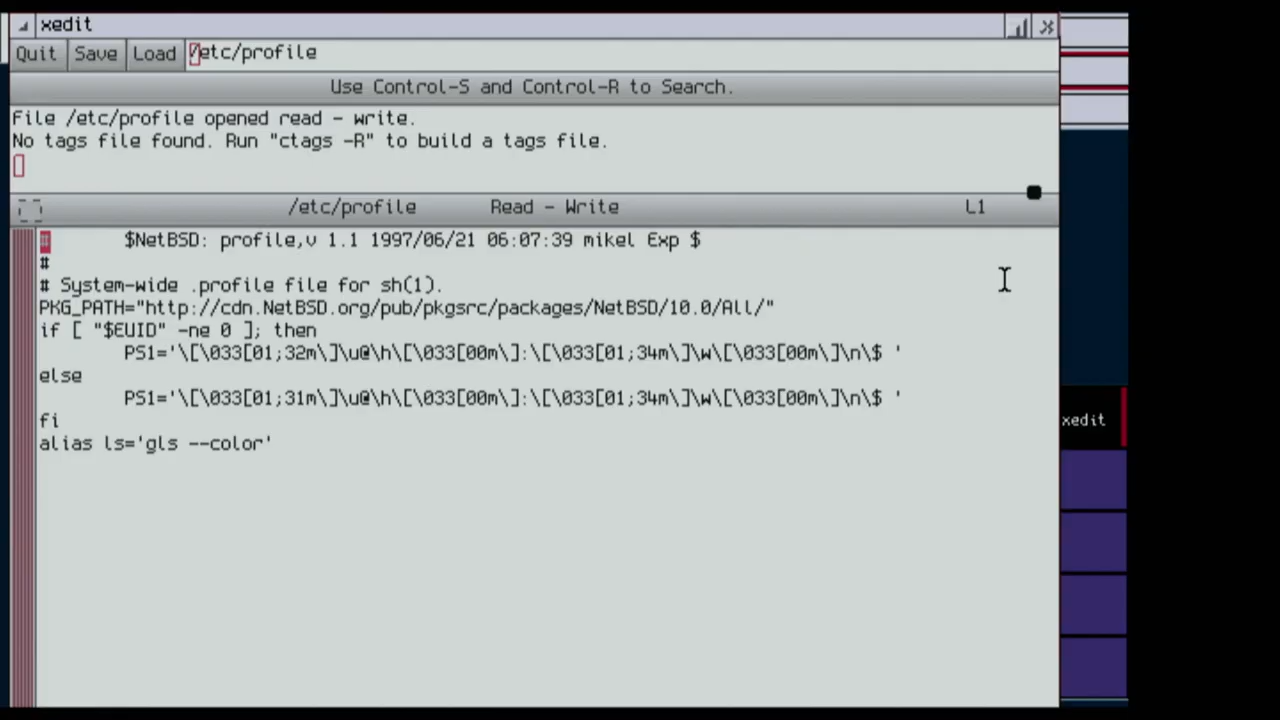 xedit
Quit Save Load /etc/profile
Use Control-S and Control-R to Search.
File /etc/profile opened read - write.
No tags file found. Run "ctags -R" to build a tags file.
/etc/profile Read - Write L1
# $NetBSD: profile,v 1.1 1997/06/21 06:07:39 mikel Exp $
#
# System-wide .profile file for sh(1).
PKG_PATH="http://cdn.NetBSD.org/pub/pkgsrc/packages/NetBSD/10.0/All/"
if [ "$EUID" -ne 0 ]; then
PS1='\[\033[01;32m\]\u@\h\[\033[00m\]:\[\033[01;34m\]\w\[\033[00m\]\n\$ '
else
PS1='\[\033[01;31m\]\u@\h\[\033[00m\]:\[\033[01;34m\]\w\[\033[00m\]\n\$ '
fi
alias ls='gls --color'
xedit